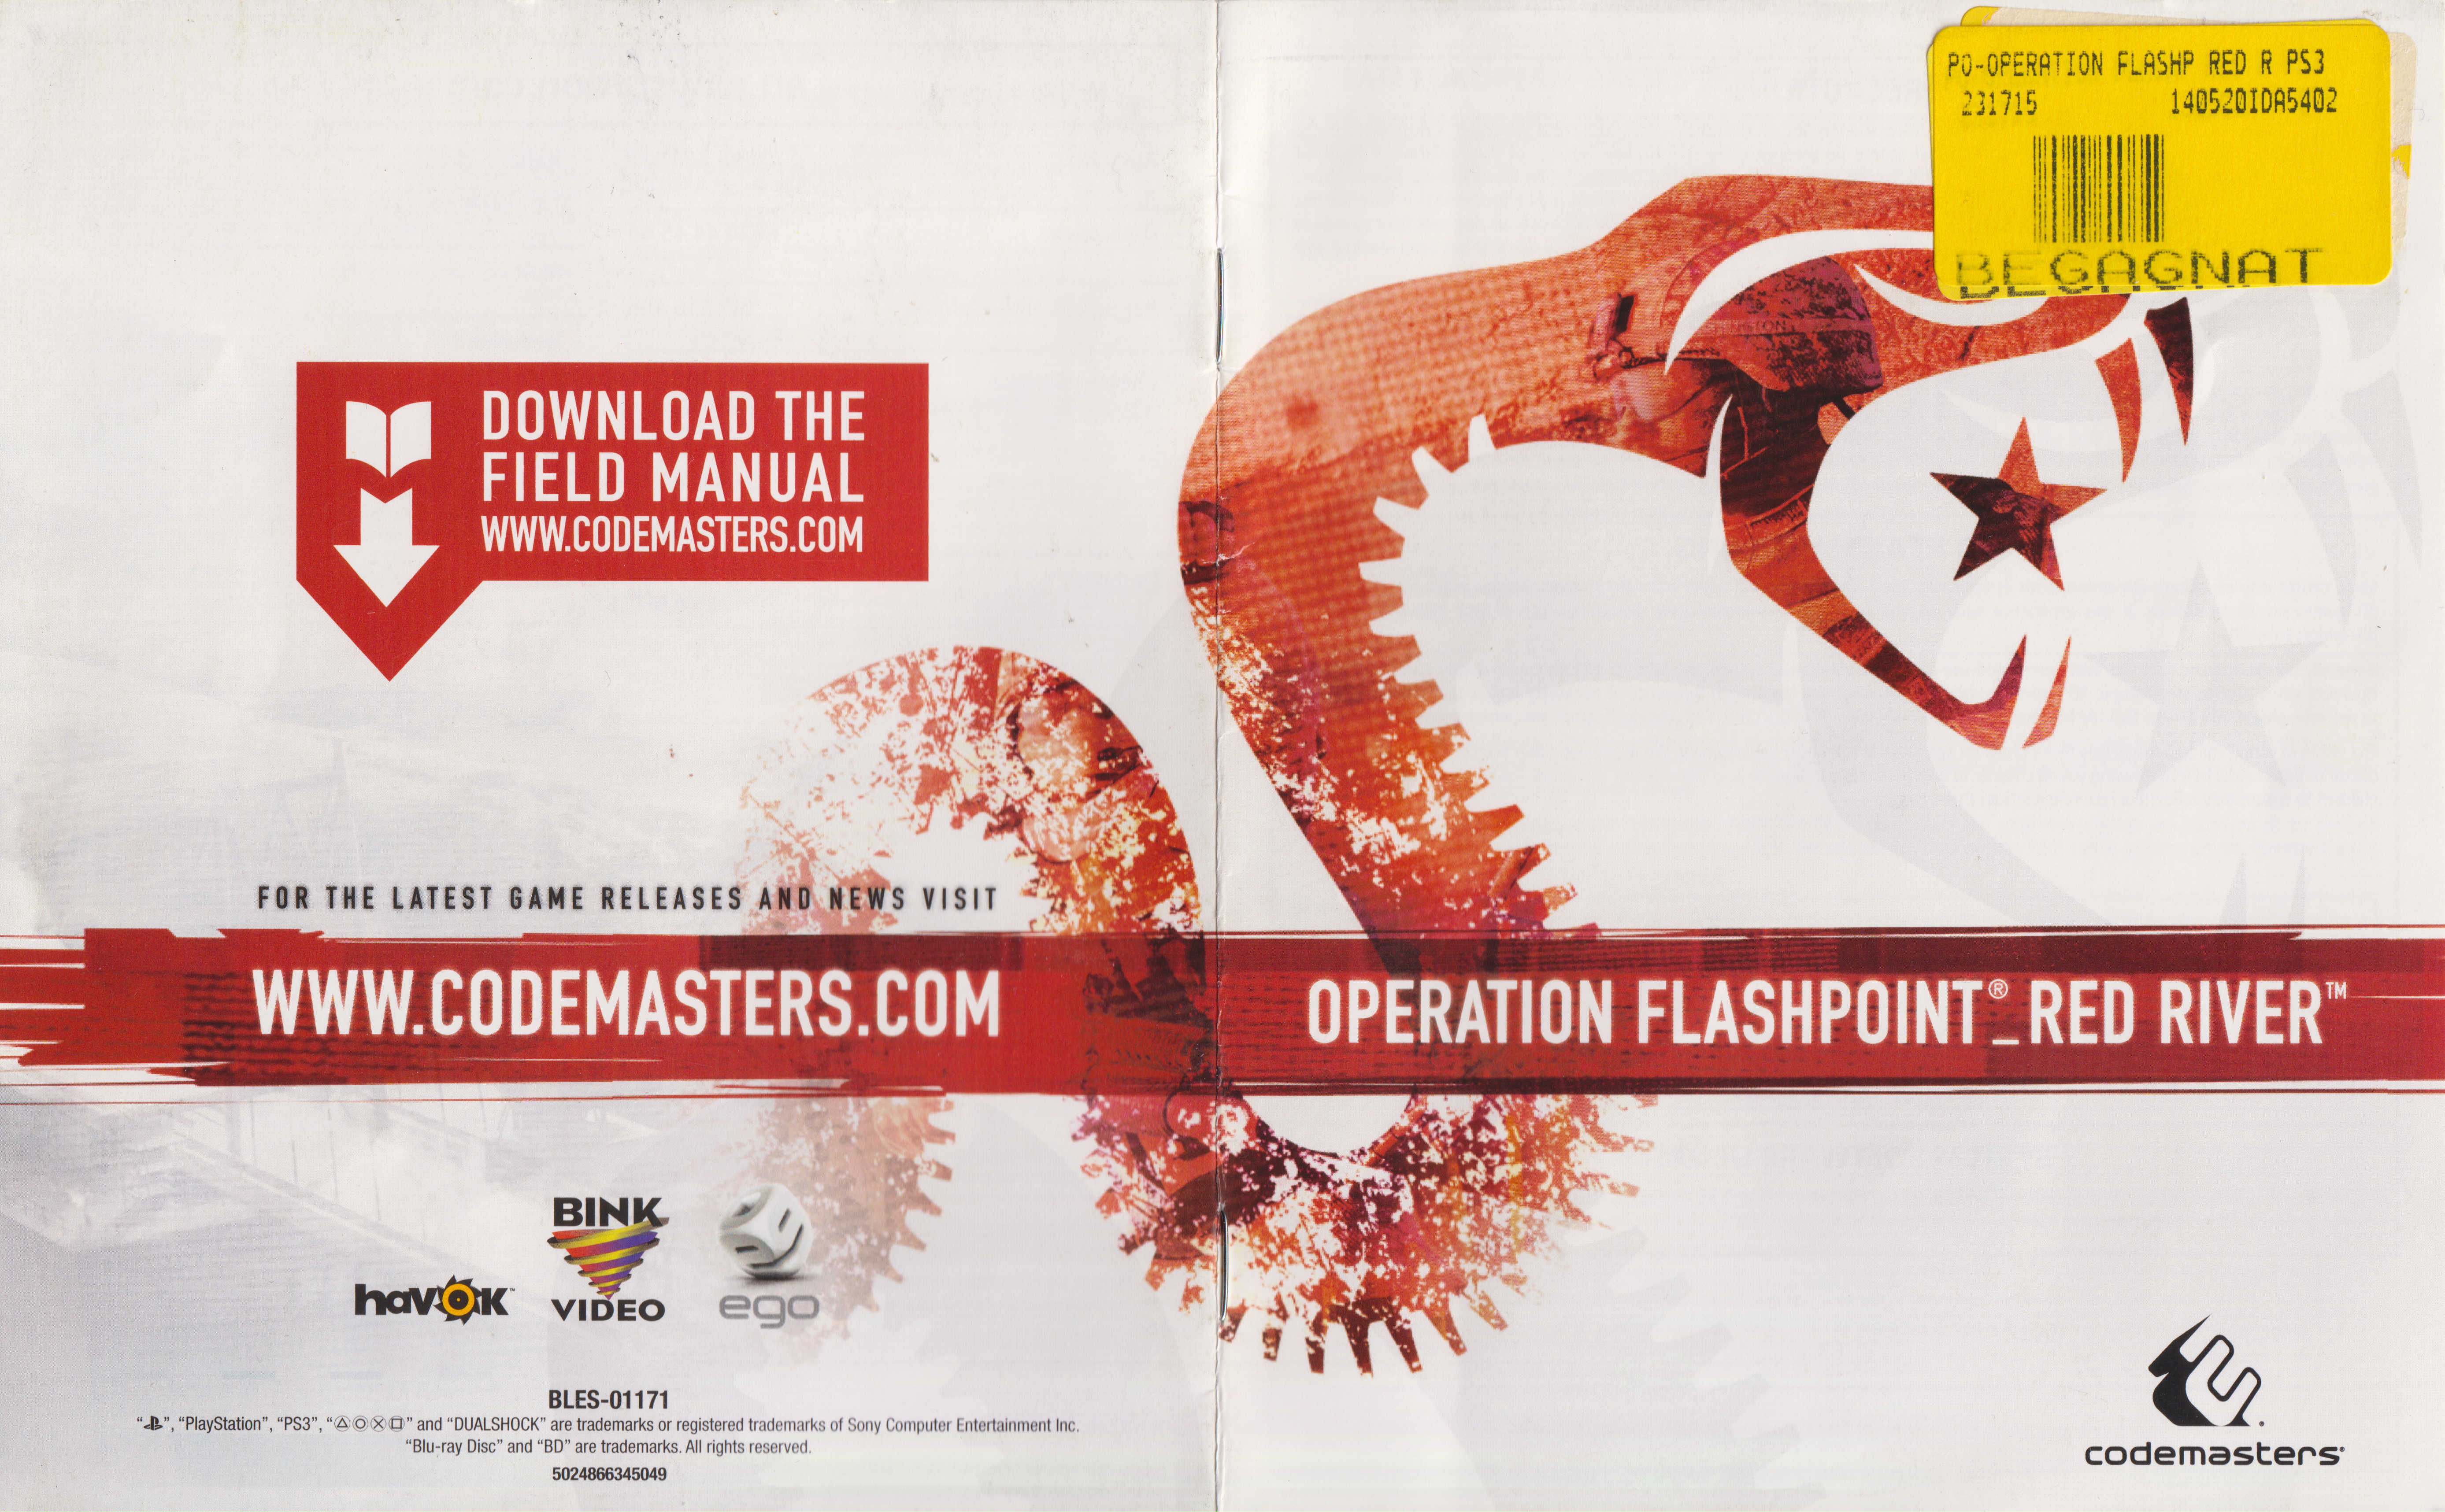 DOWNLOAD THE
FIELD MANUAL
WWW.CODEMASTERS.COM
FOR THE LATEST GAME RELEASES AND NEWS VISIT
WWW.CODEMASTERS.COM
havok™
BINK
VIDEO
ego
BLES-01171
“PS”, “PlayStation”, “PS3”, “△○✕□” and “DUALSHOCK” are trademarks or registered trademarks of Sony Computer Entertainment Inc.
“Blu-ray Disc” and “BD” are trademarks. All rights reserved.
5024866345049
PO-OPERATION FLASHP RED R PS3
231715 140520IDA5402
BEGAGNAT
OPERATION FLASHPOINT®_RED RIVER™
codemasters®